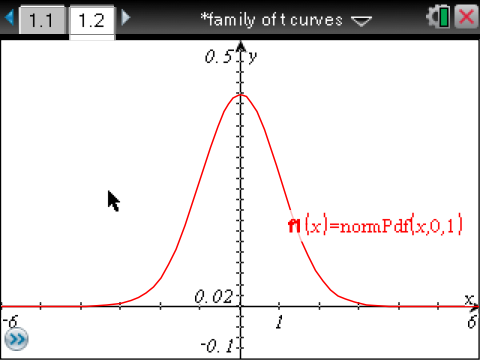 1.1 1.2 *family of t curves
0.5 y
f1(x)=normPdf(x,0,1)
0.02 x
-6 1 6
-0.1